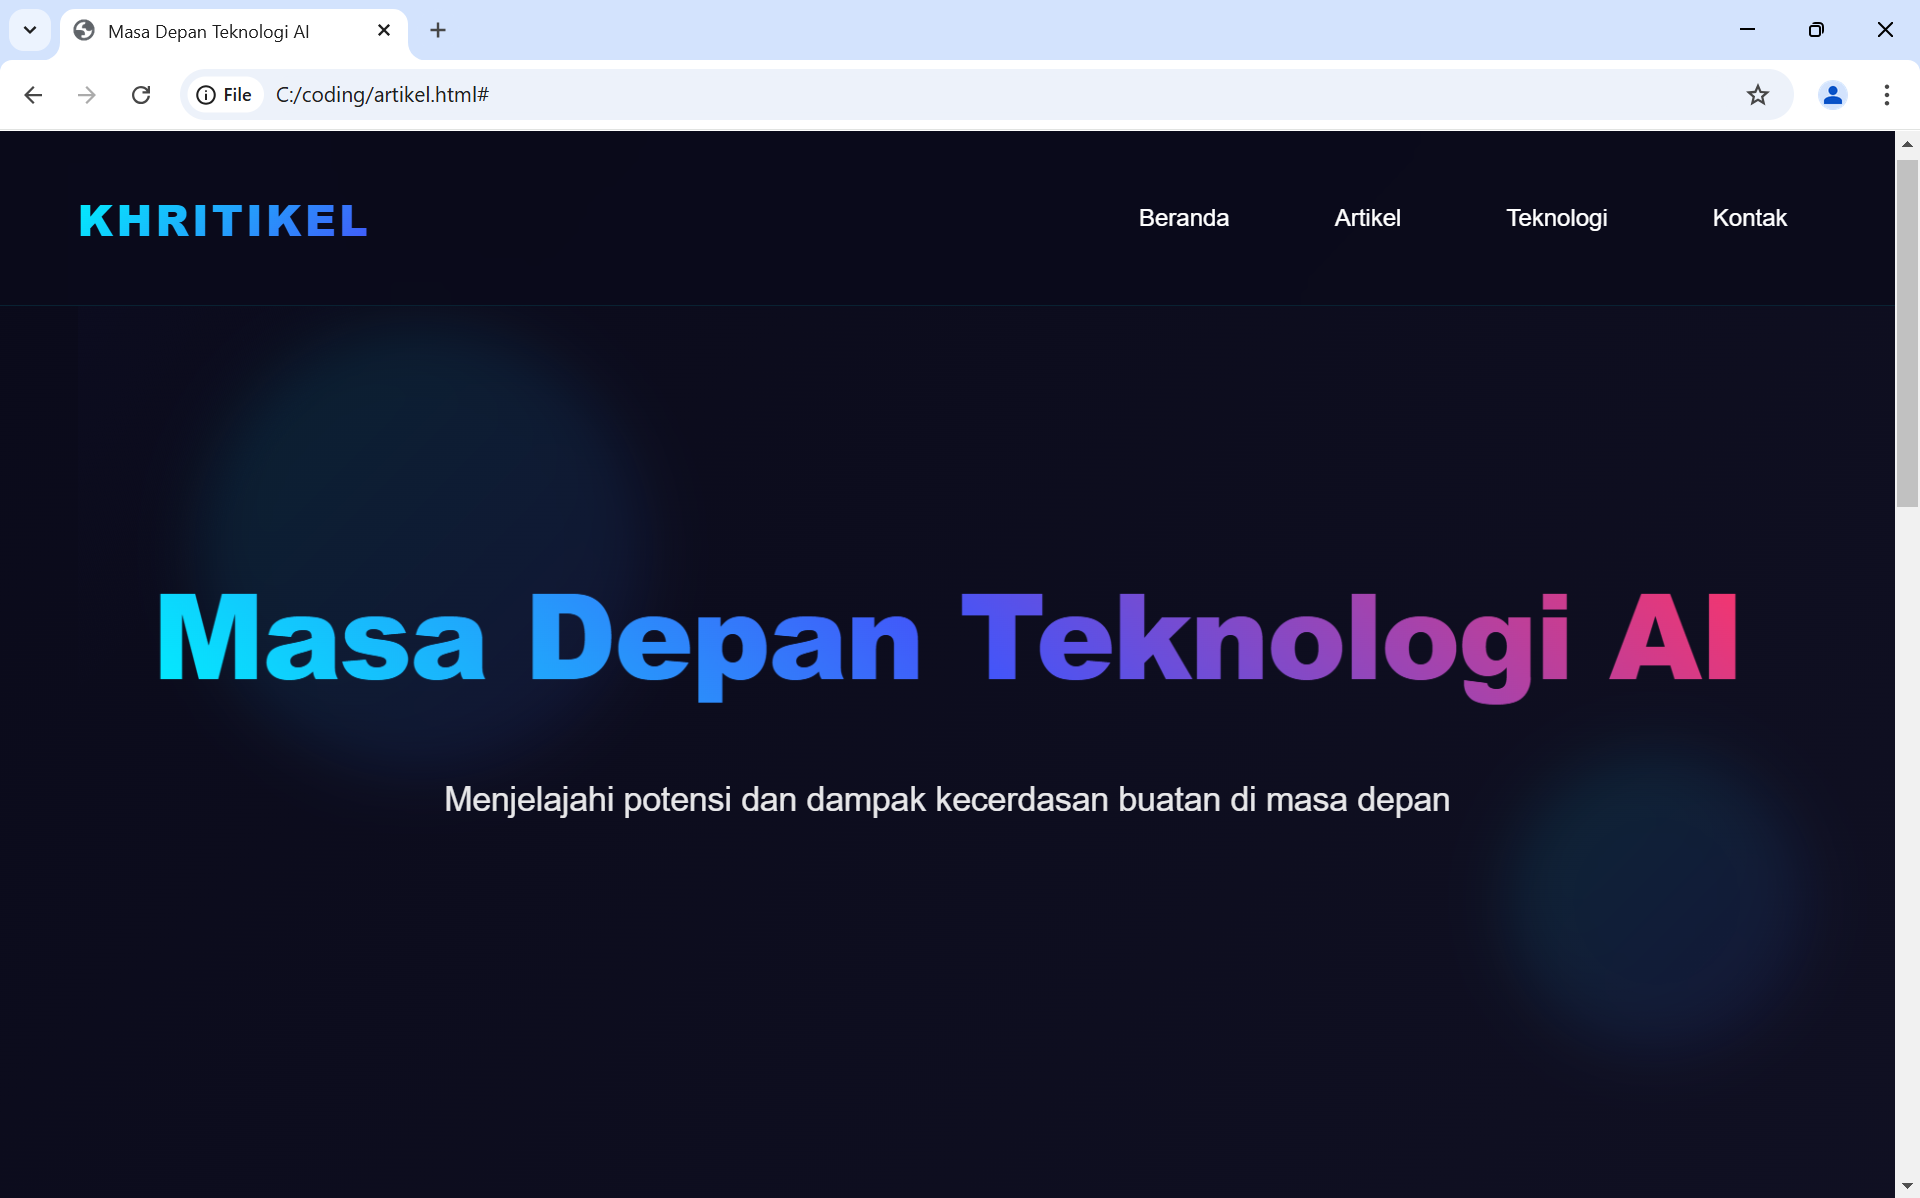 Masa Depan Teknologi AI
File C:/coding/artikel.html#
KHRITIKEL Beranda Artikel Teknologi Kontak
Masa Depan Teknologi AI
Menjelajahi potensi dan dampak kecerdasan buatan di masa depan